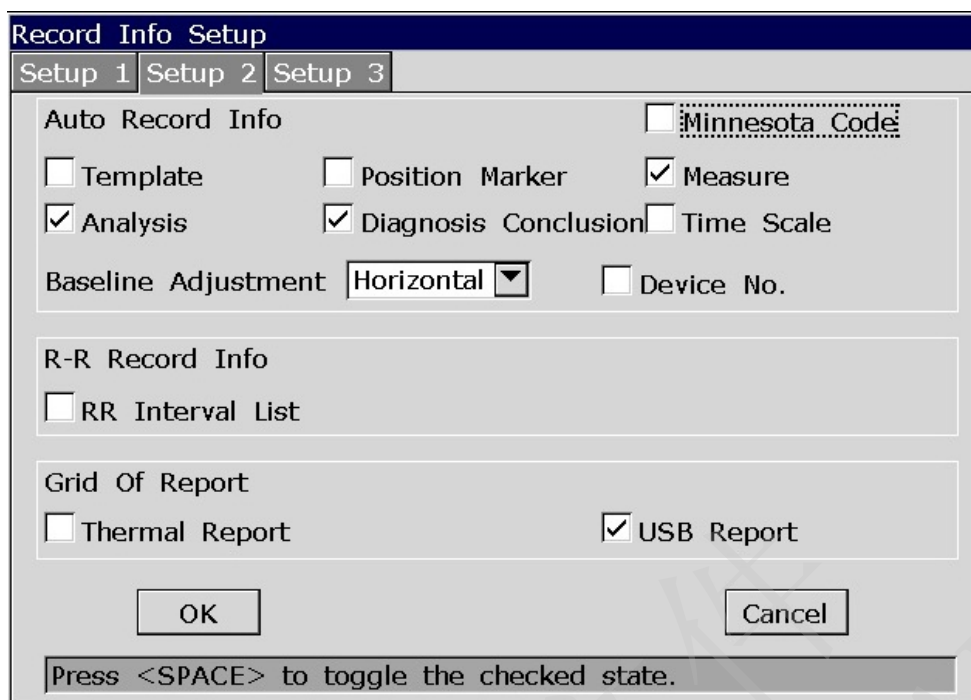 Record Info Setup
Setup 1 Setup 2 Setup 3
Auto Record Info Minnesota Code
Template Position Marker Measure
Analysis Diagnosis Conclusion Time Scale
Baseline Adjustment Horizontal Device No.
R-R Record Info
RR Interval List
Grid Of Report
Thermal Report USB Report
OK Cancel
Press <SPACE> to toggle the checked state.